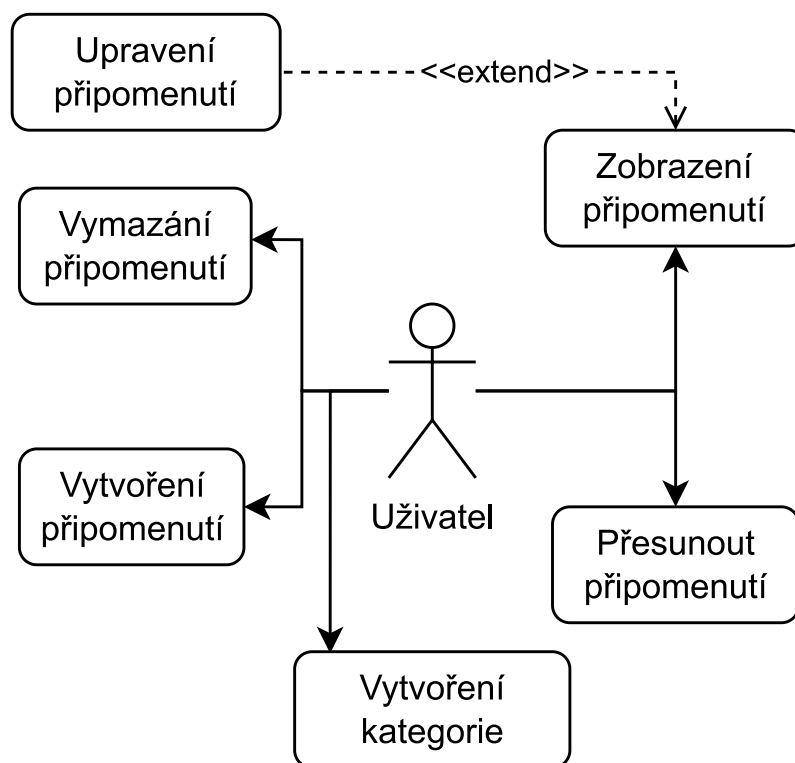 Upravení
připomenutí
<<extend>>
Zobrazení
připomenutí
Vymazání
připomenutí
Vytvoření
připomenutí
Uživatel
Přesunout
připomenutí
Vytvoření
kategorie